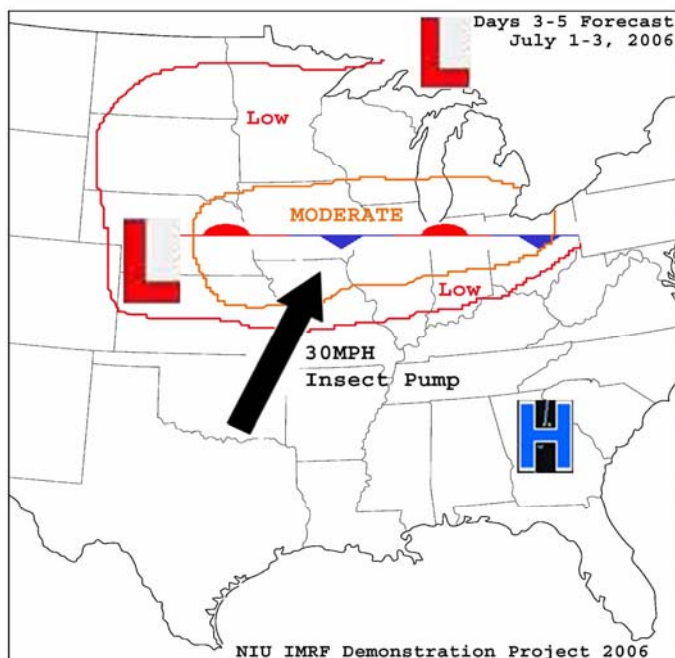 L
Days 3-5 Forecast
July 1-3, 2006
Low
MODERATE
L
Low
30MPH
Insect Pump
H
NIU IMRF Demonstration Project 2006